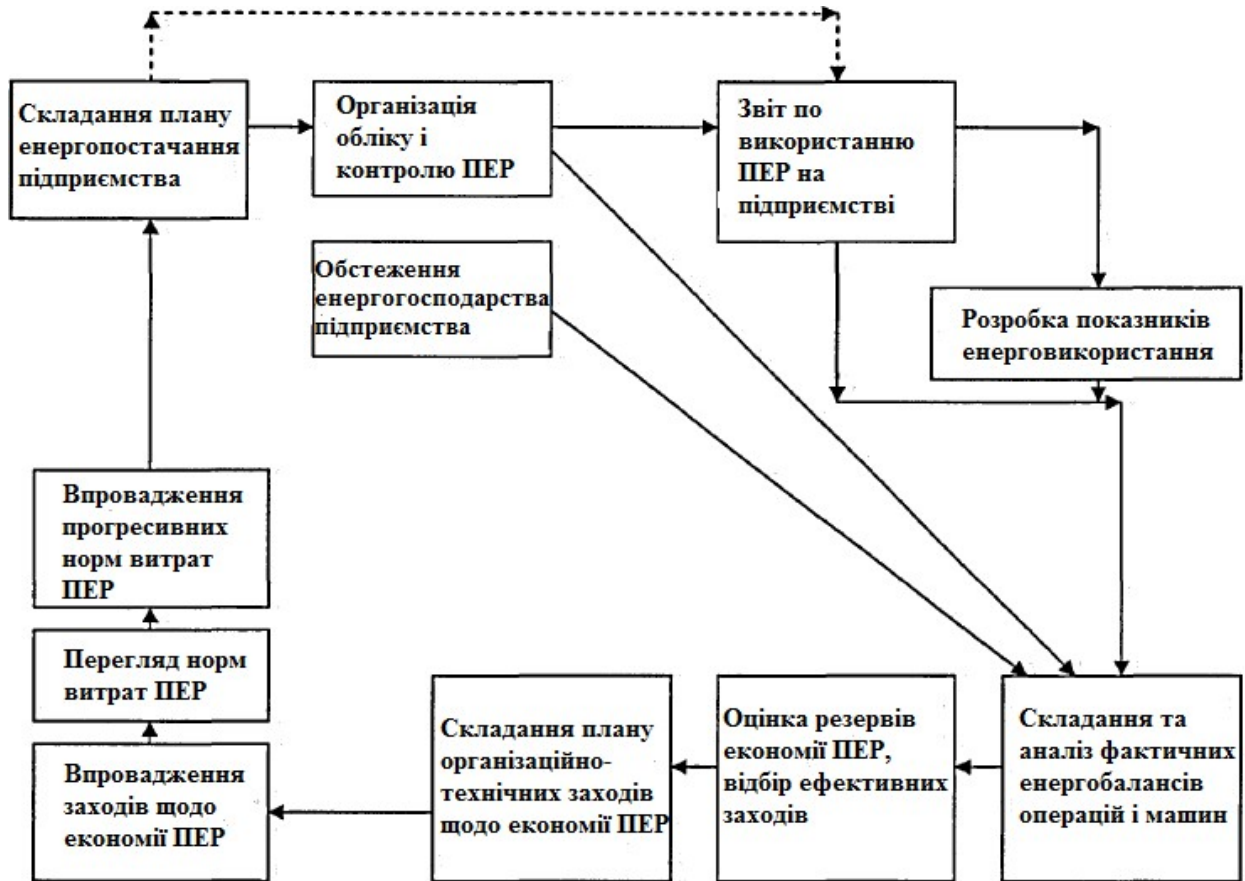 Складання плану
енергопостачання
підприємства
Організація
обліку і
контролю ПЕР
Звіт по
використанню
ПЕР на
підприємстві
Обстеження
енергогосподарства
підприємства
Розробка показників
енерговикористання
Впровадження
прогресивних
норм витрат
ПЕР
Перегляд норм
витрат ПЕР
Впровадження
заходів щодо
економії ПЕР
Складання плану
організаційно-
технічних заходів
щодо економії ПЕР
Оцінка резервів
економії ПЕР,
відбір ефективних
заходів
Складання та
аналіз фактичних
енергобалансів
операцій і машин